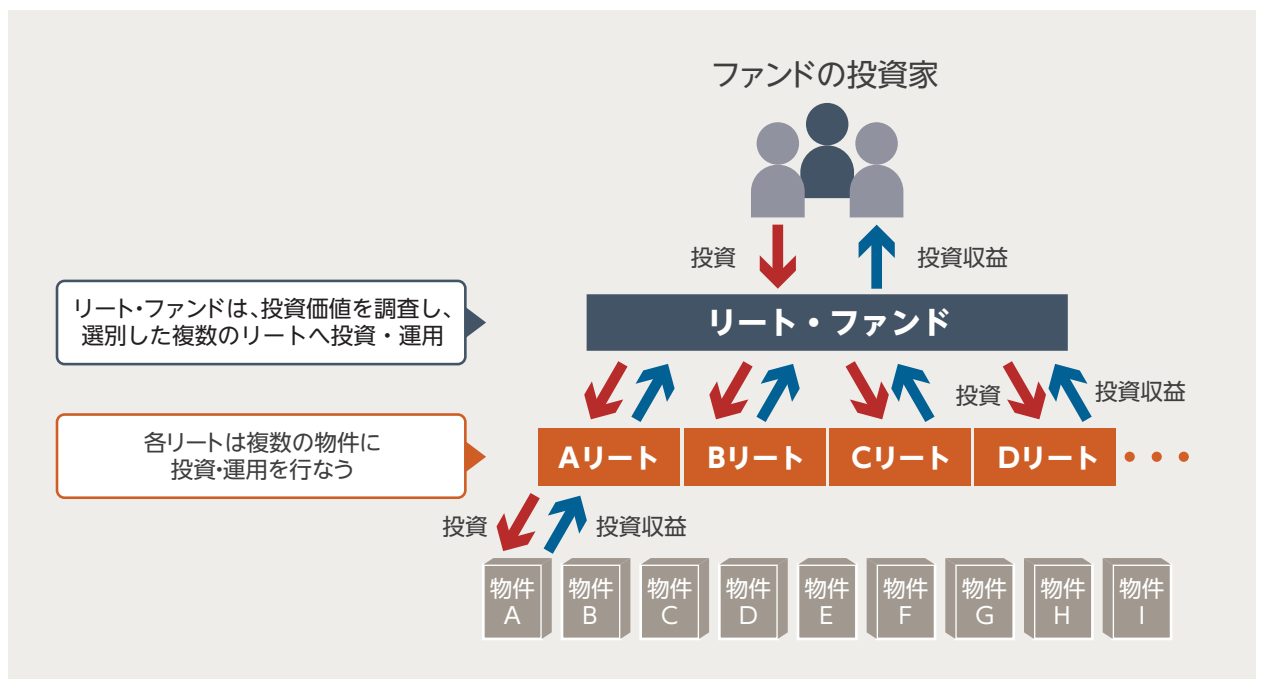 ファンドの投資家
投資
投資収益
リート・ファンドは、投資価値を調査し、
選別した複数のリートへ投資・運用
リート・ファンド
投資
投資収益
各リートは複数の物件に
投資・運用を行なう
Aリート
Bリート
Cリート
Dリート
・・・
投資
投資収益
物件
A
物件
B
物件
C
物件
D
物件
E
物件
F
物件
G
物件
H
物件
I